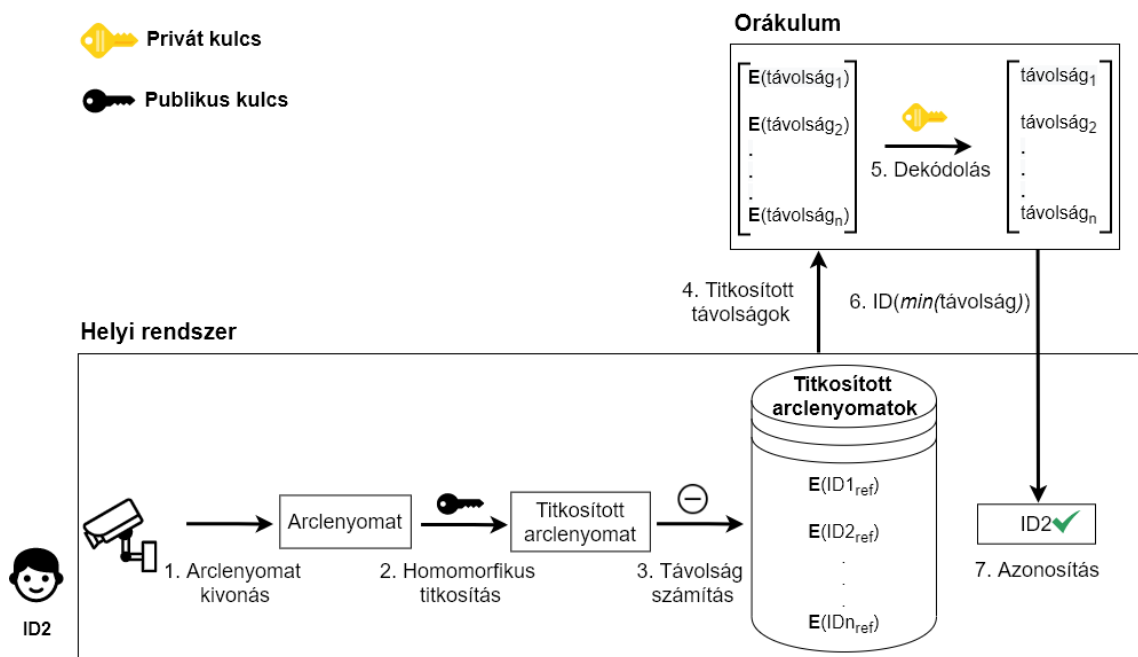 Privát kulcs
Publikus kulcs
Orákulum
E(távolság₁)
E(távolság₂)
.
.
.
E(távolságₙ)
5. Dekódolás
távolság₁
távolság₂
.
.
.
távolságₙ
4. Titkosított
távolságok
6. ID(min(távolság))
Helyi rendszer
ID2
1. Arclenyomat
kivonás
Arclenyomat
2. Homomorfikus
titkosítás
Titkosított
arclenyomat
3. Távolság
számítás
Titkosított
arclenyomatok
E(ID1ref)
E(ID2ref)
.
.
.
E(IDnref)
ID2
7. Azonosítás